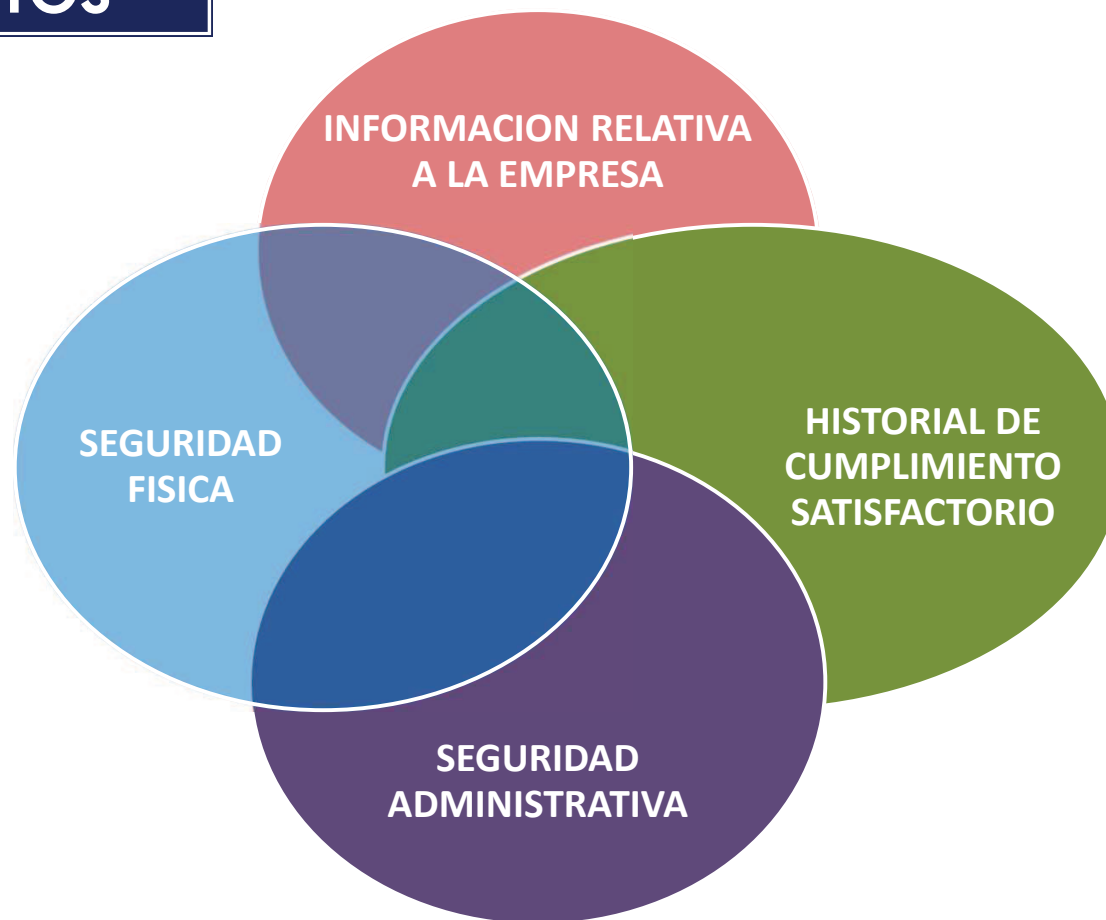 INFORMACION RELATIVA
A LA EMPRESA
SEGURIDAD
FISICA
HISTORIAL DE
CUMPLIMIENTO
SATISFACTORIO
SEGURIDAD
ADMINISTRATIVA